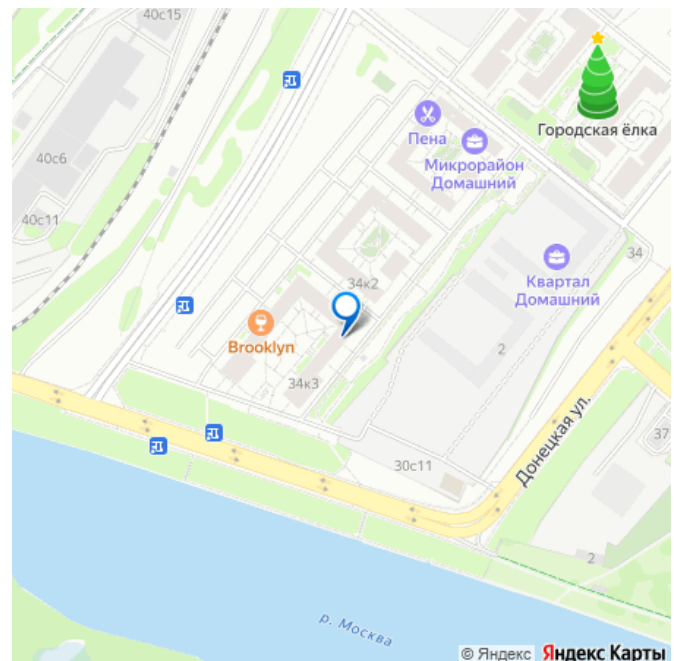 40с15
Городская ёлка
Пена
Микрорайон
Домашний
40с6
40с11
34
34к2
Квартал
Домашний
Brooklyn
2
34к3
Донецкая ул.
37
30с11
2
р. Москва
© Яндекс Яндекс Карты